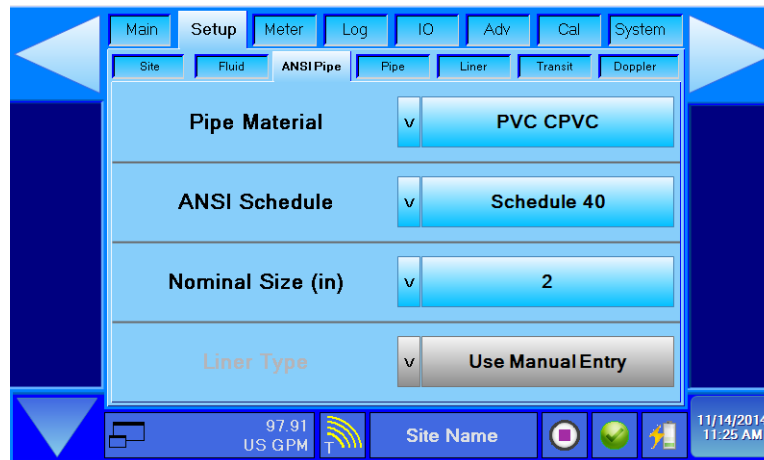 Main Setup Meter Log IO Adv Cal System
Site Fluid ANSI Pipe Pipe Liner Transit Doppler
Pipe Material v PVC CPVC
ANSI Schedule v Schedule 40
Nominal Size (in) v 2
Liner Type v Use Manual Entry
97.91
US GPM T Site Name
11/14/2014
11:25 AM